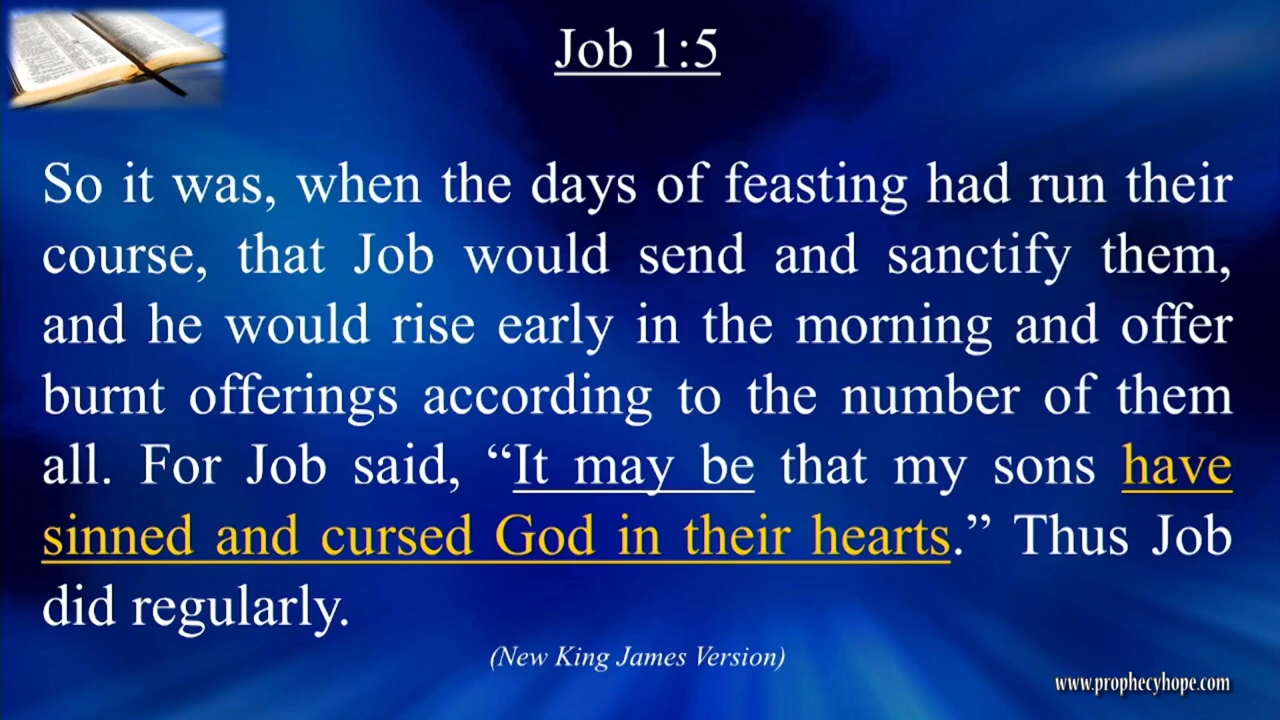 Job 1:5
So it was, when the days of feasting had run their
course, that Job would send and sanctify them,
and he would rise early in the morning and offer
burnt offerings according to the number of them
all. For Job said, “It may be that my sons have
sinned and cursed God in their hearts.” Thus Job
did regularly.
(New King James Version)
www.prophecyhope.com